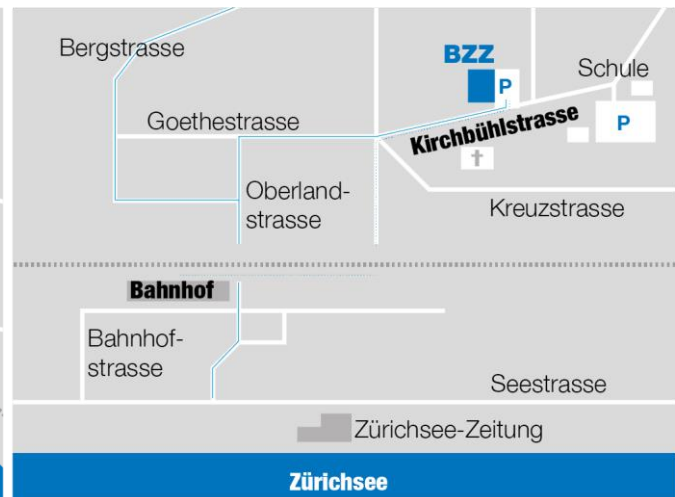 Bergstrasse
BZZ
P
Schule
Goethestrasse
Kirchbühlstrasse
P
Oberland-
strasse
Kreuzstrasse
Bahnhof
Bahnhof-
strasse
Seestrasse
Zürichsee-Zeitung
Zürichsee